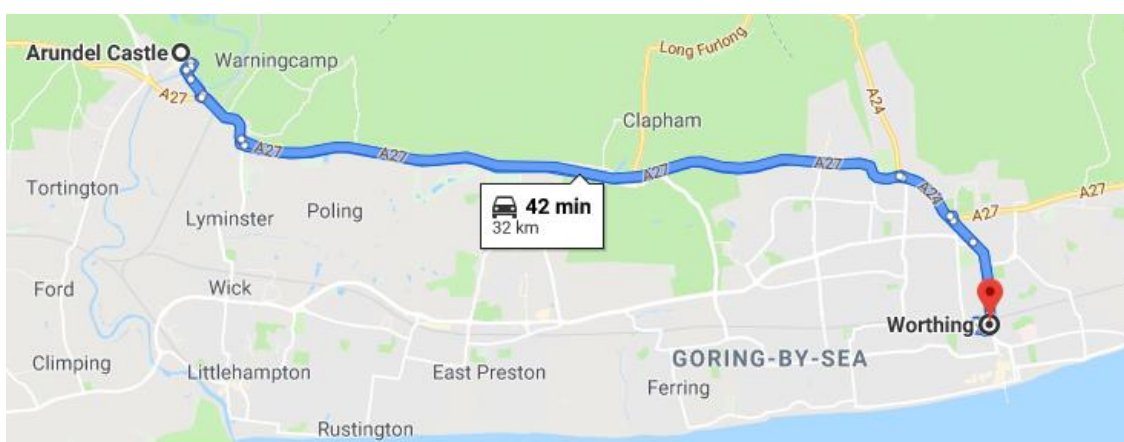 Arundel Castle
Warningcamp
Long Furlong
A27
A24
Clapham
A27
A27
A27
A27
A27
Tortington
42 min
32 km
A24
A27
Lyminster
Poling
Ford
Wick
Worthing
Climping
Littlehampton
East Preston
GORING-BY-SEA
Ferring
Rustington